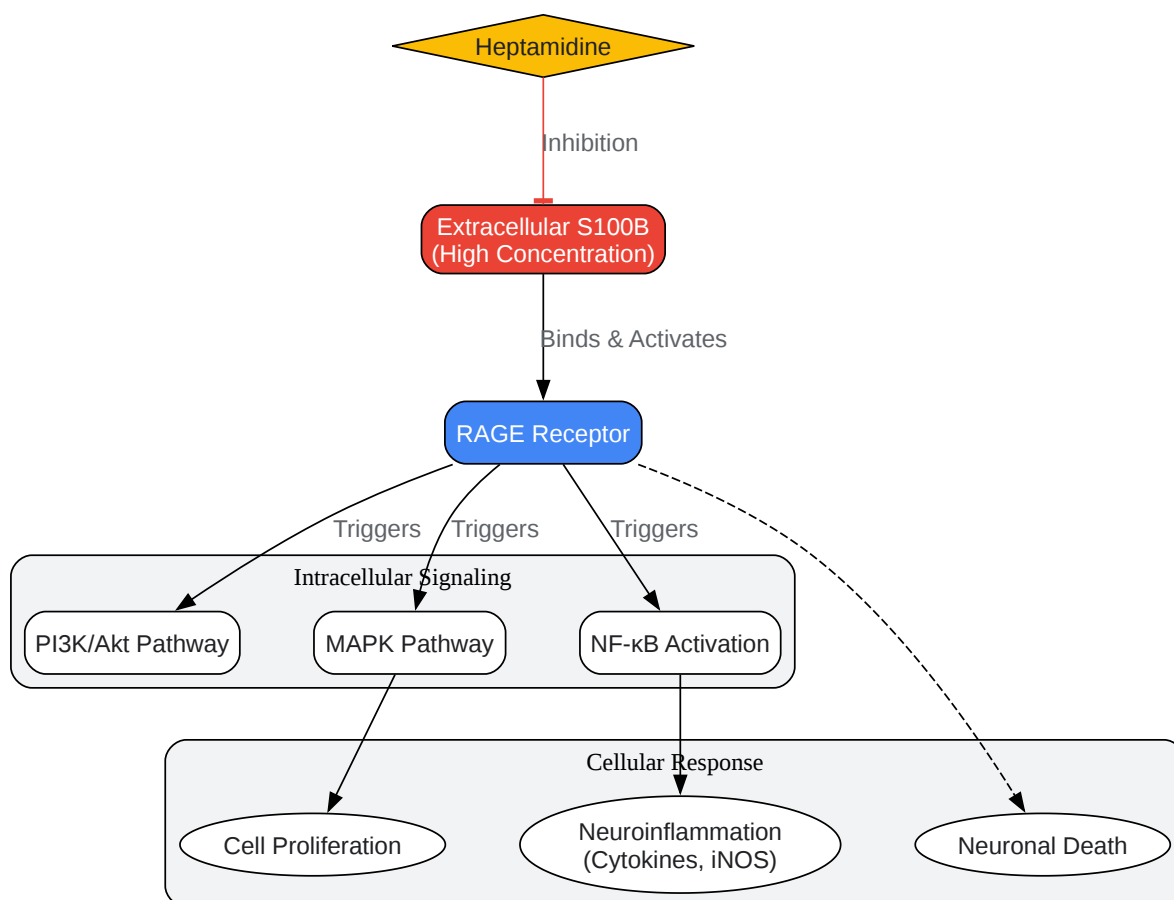 Heptamidine
Inhibition
Extracellular S100B
(High Concentration)
Binds & Activates
RAGE Receptor
Triggers
Triggers
Triggers
Intracellular Signaling
PI3K/Akt Pathway
MAPK Pathway
NF-κB Activation
Cellular Response
Cell Proliferation
Neuroinflammation
(Cytokines, iNOS)
Neuronal Death